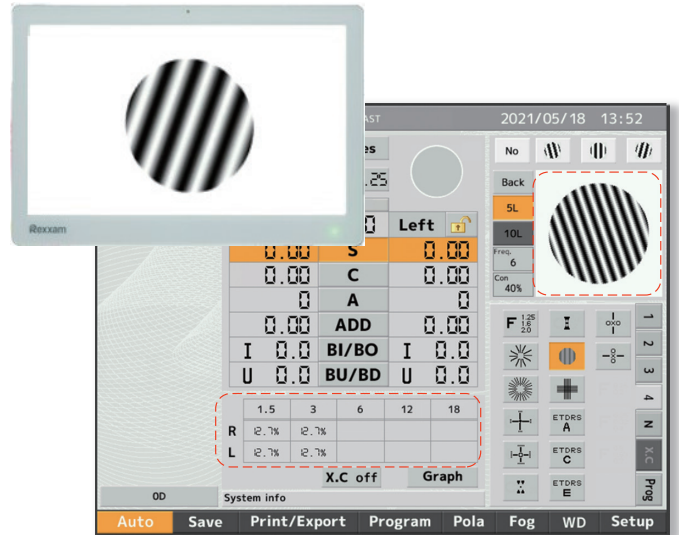 Rexxam
AST
2021/05/18 13:52
es
No
.25
Back
5L
0 Left
10L
Freq.
6
Con
40%
0.00 S 0.00
0.00 C 0.00
0 A 0
0.00 ADD 0.00
I 0.0 BI/BO I 0.0
U 0.0 BU/BD U 0.0
F 1.25
1.6
2.0
oxo
1
2
3
4
N
X.C
Prog
ETDRS
A
ETDRS
C
ETDRS
E
1.5 3 6 12 18
R 12.7% 12.7%
L 12.7% 12.7%
X.C off Graph
OD System info
Auto Save Print/Export Program Pola Fog WD Setup